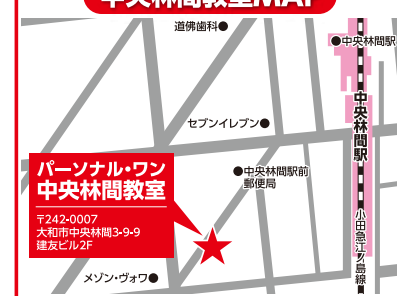 中央林間教室MAP
道佛歯科
中央林間駅
中央林間駅
セブンイレブン
パーソナル・ワン
中央林間教室
〒242-0007
大和市中央林間3-9-9
建友ビル2F
中央林間駅前
郵便局
小田急江ノ島線
メゾン・ヴォワ